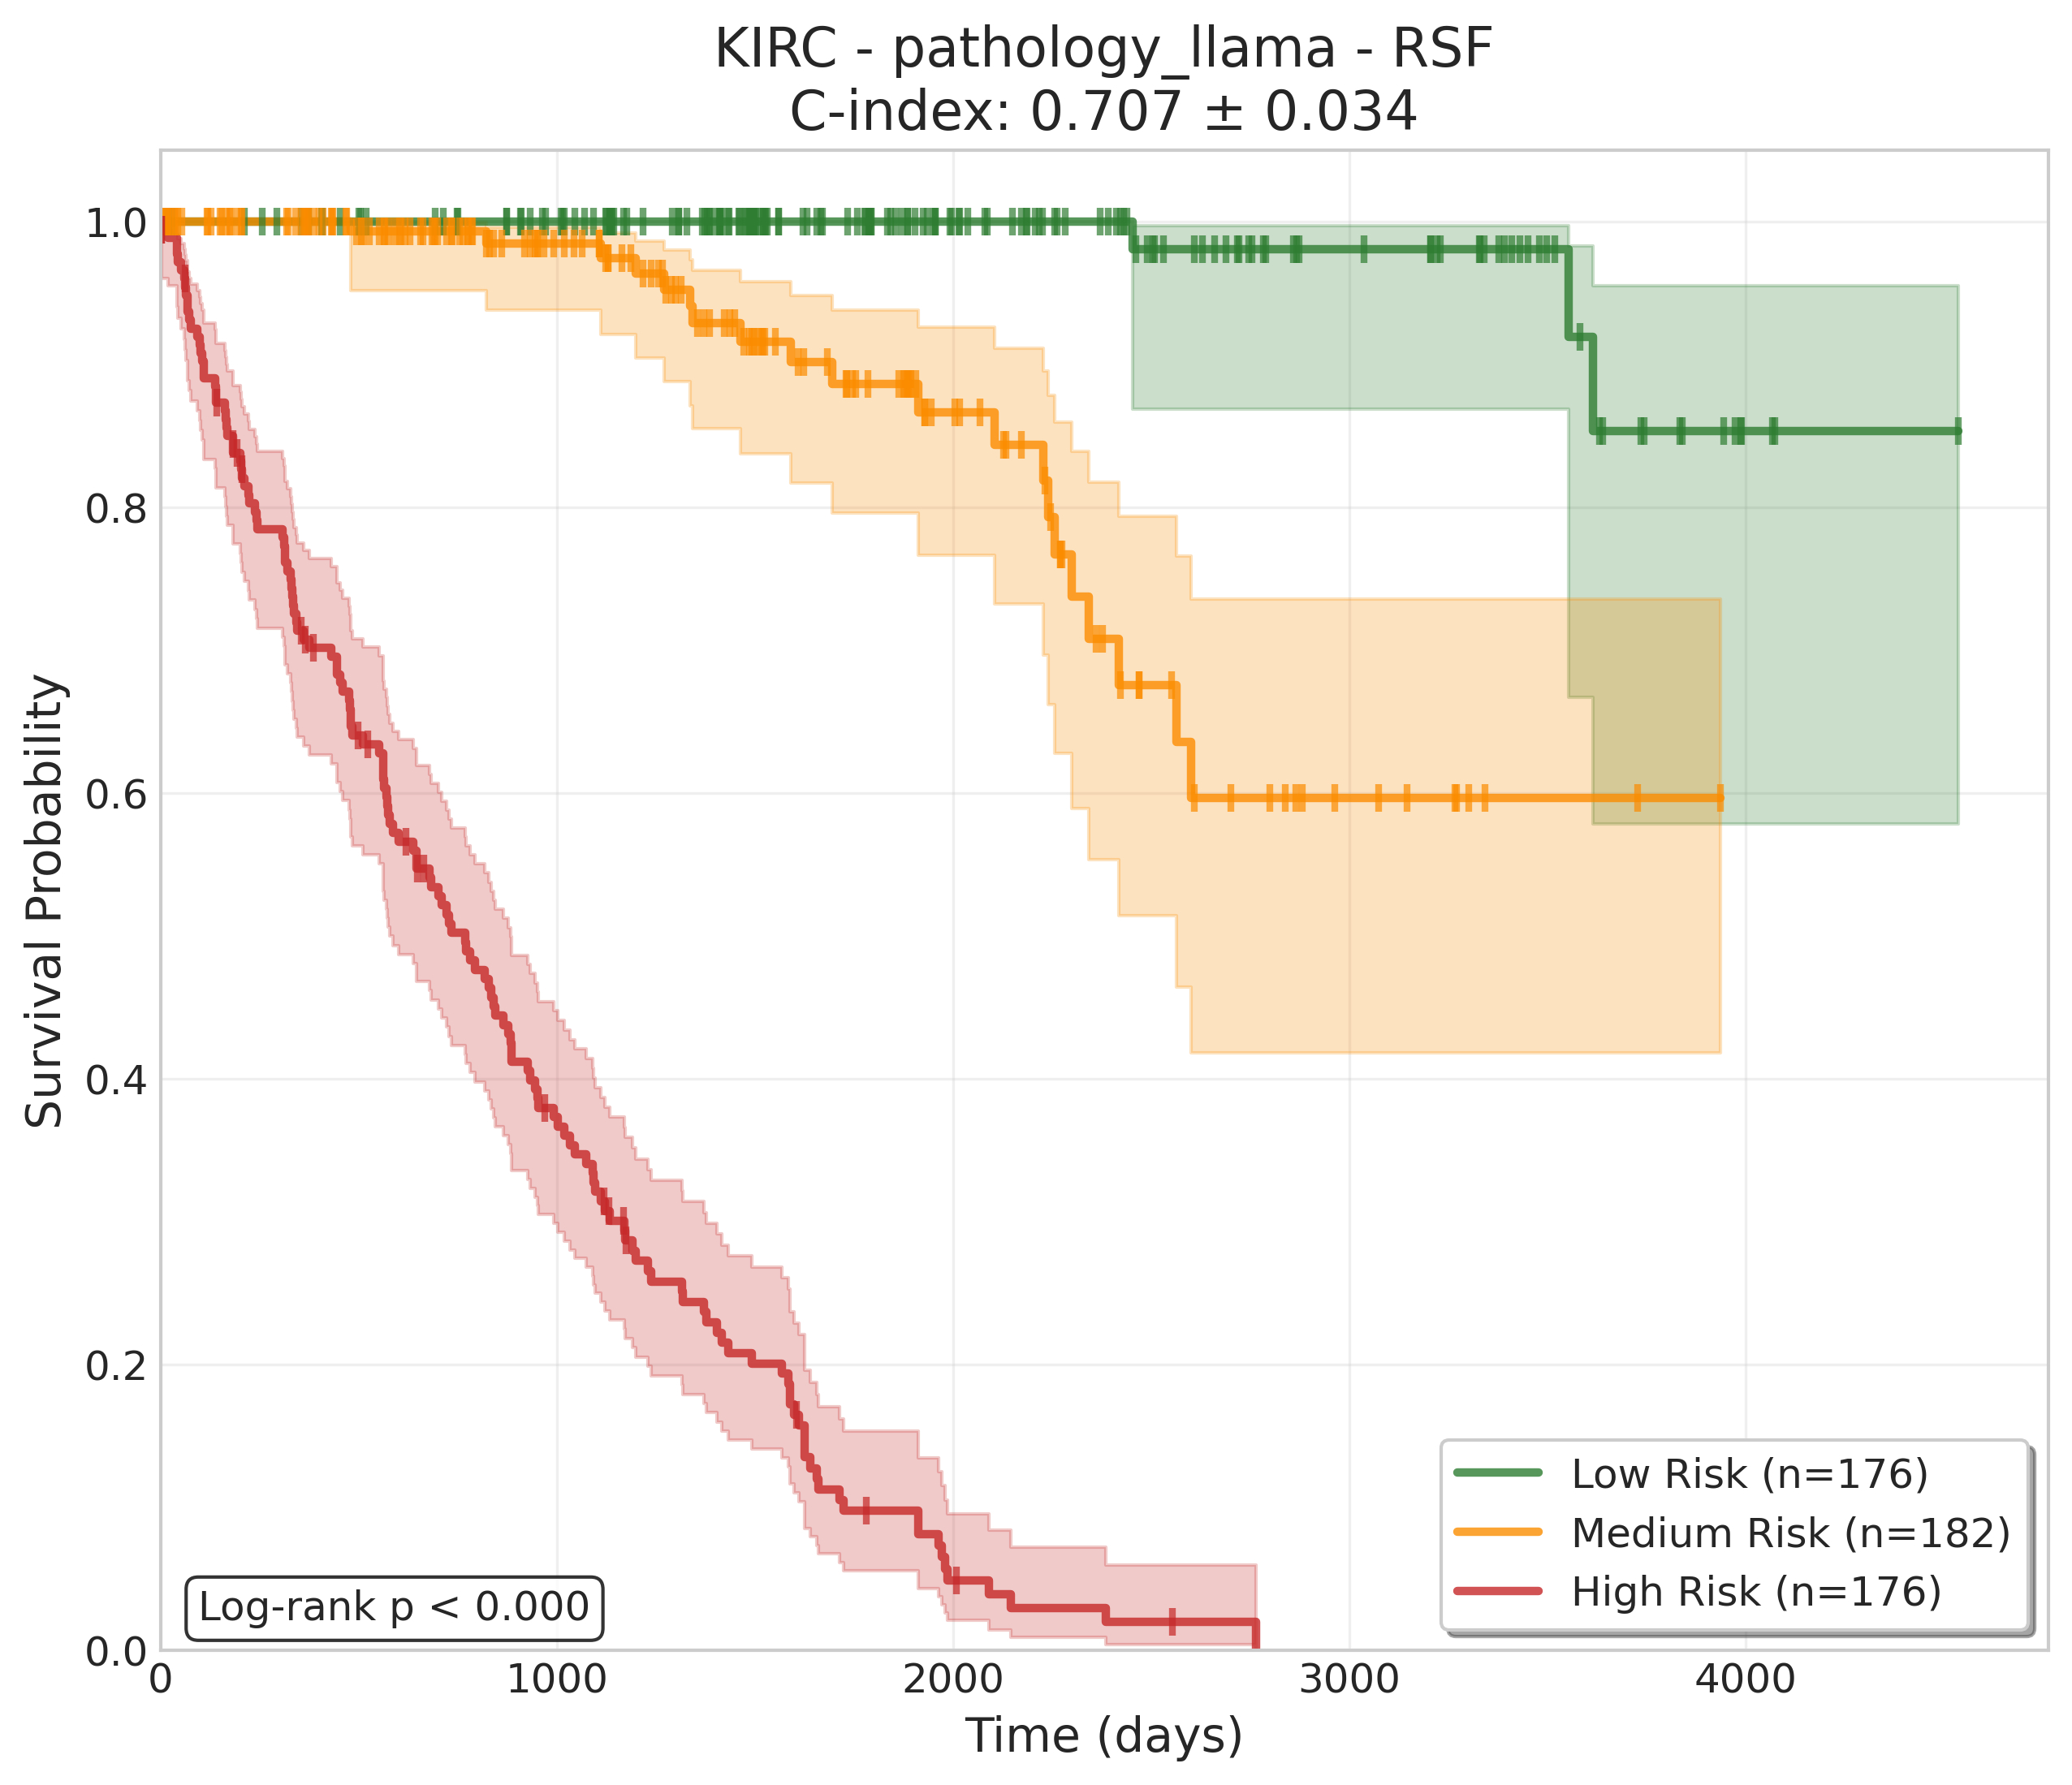 KIRC - pathology_llama - RSF
C-index: 0.707 ± 0.034
Survival Probability
1.0
0.8
0.6
0.4
0.2
0.0
Log-rank p < 0.000
Low Risk (n=176)
Medium Risk (n=182)
High Risk (n=176)
0 1000 2000 3000 4000
Time (days)